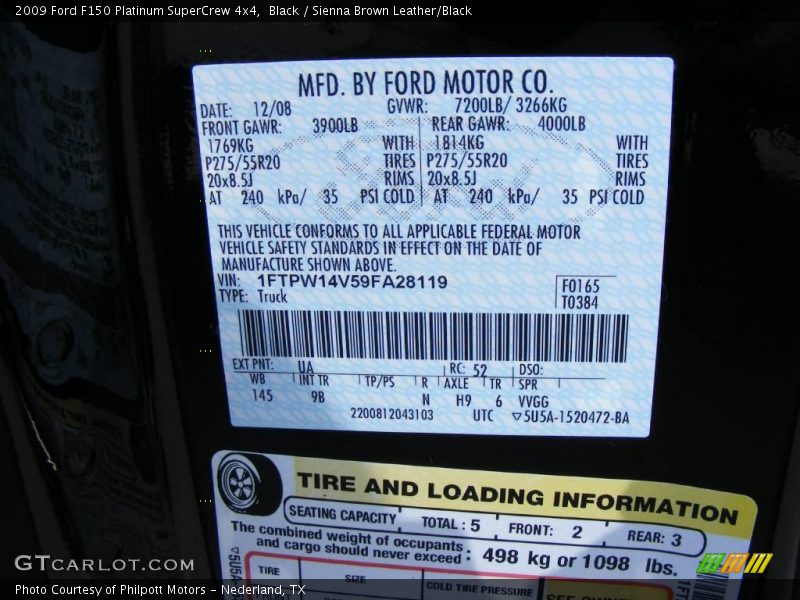 2009 Ford F150 Platinum SuperCrew 4x4,  Black / Sienna Brown Leather/Black
MFD. BY FORD MOTOR CO.
DATE: 12/08 GVWR: 7200LB/ 3266KG
FRONT GAWR: 3900LB REAR GAWR: 4000LB
1769KG WITH 1814KG WITH
P275/55R20 TIRES P275/55R20 TIRES
20x8.5J RIMS 20x8.5J RIMS
AT 240 kPa/ 35 PSI COLD AT 240 kPa/ 35 PSI COLD
THIS VEHICLE CONFORMS TO ALL APPLICABLE FEDERAL MOTOR
VEHICLE SAFETY STANDARDS IN EFFECT ON THE DATE OF
MANUFACTURE SHOWN ABOVE.
VIN: 1FTPW14V59FA28119 F0165
TYPE: Truck T0384
EXT PNT: UA RC: 52 DSO:
WB INT TR TP/PS R AXLE TR SPR
145 9B N H9 6 VVGG
2200812043103 UTC ▽5U5A-1520472-BA
TIRE AND LOADING INFORMATION
SEATING CAPACITY TOTAL : 5 FRONT: 2 REAR: 3
The combined weight of occupants
and cargo should never exceed : 498 kg or 1098 lbs.
TIRE SIZE COLD TIRE PRESSURE SEE OWNER
GTCARLOT.COM
Photo Courtesy of Philpott Motors – Nederland, TX